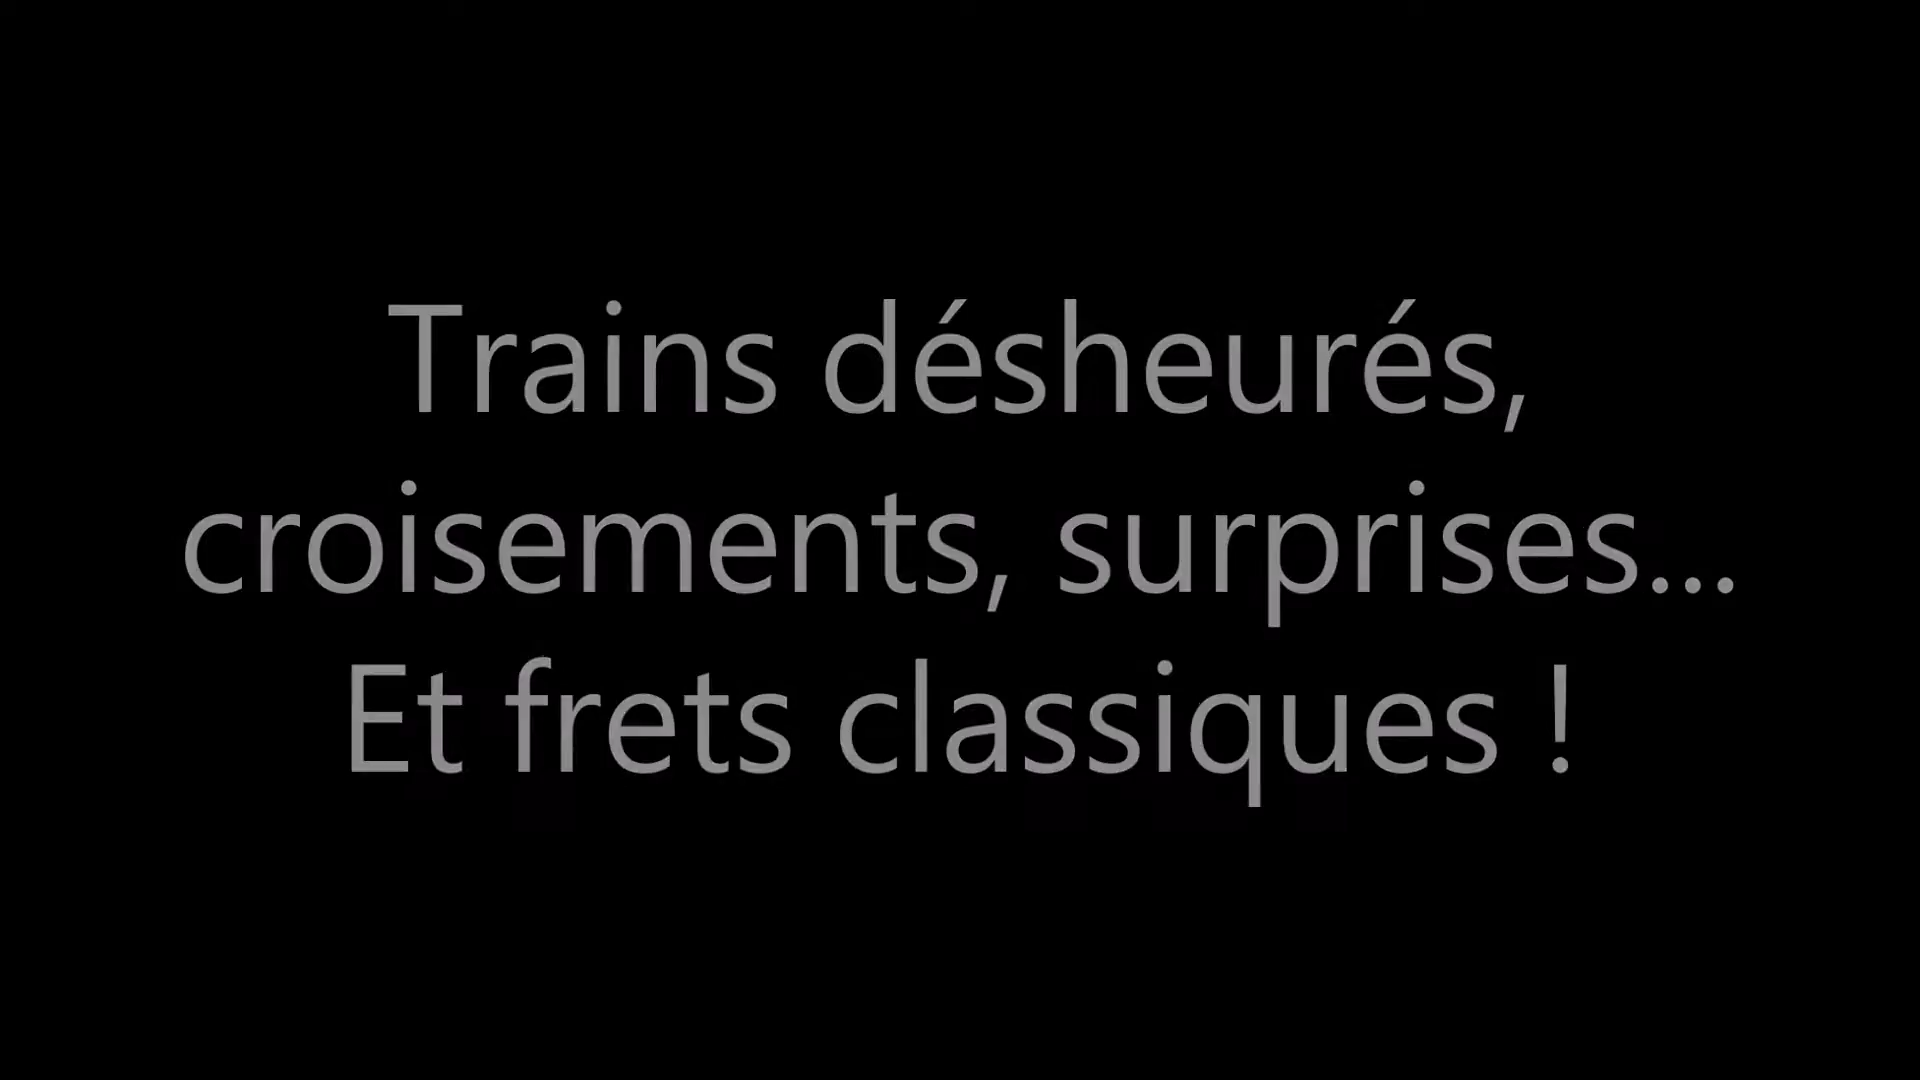 Trains désheurés,
croisements, surprises...
Et frets classiques !